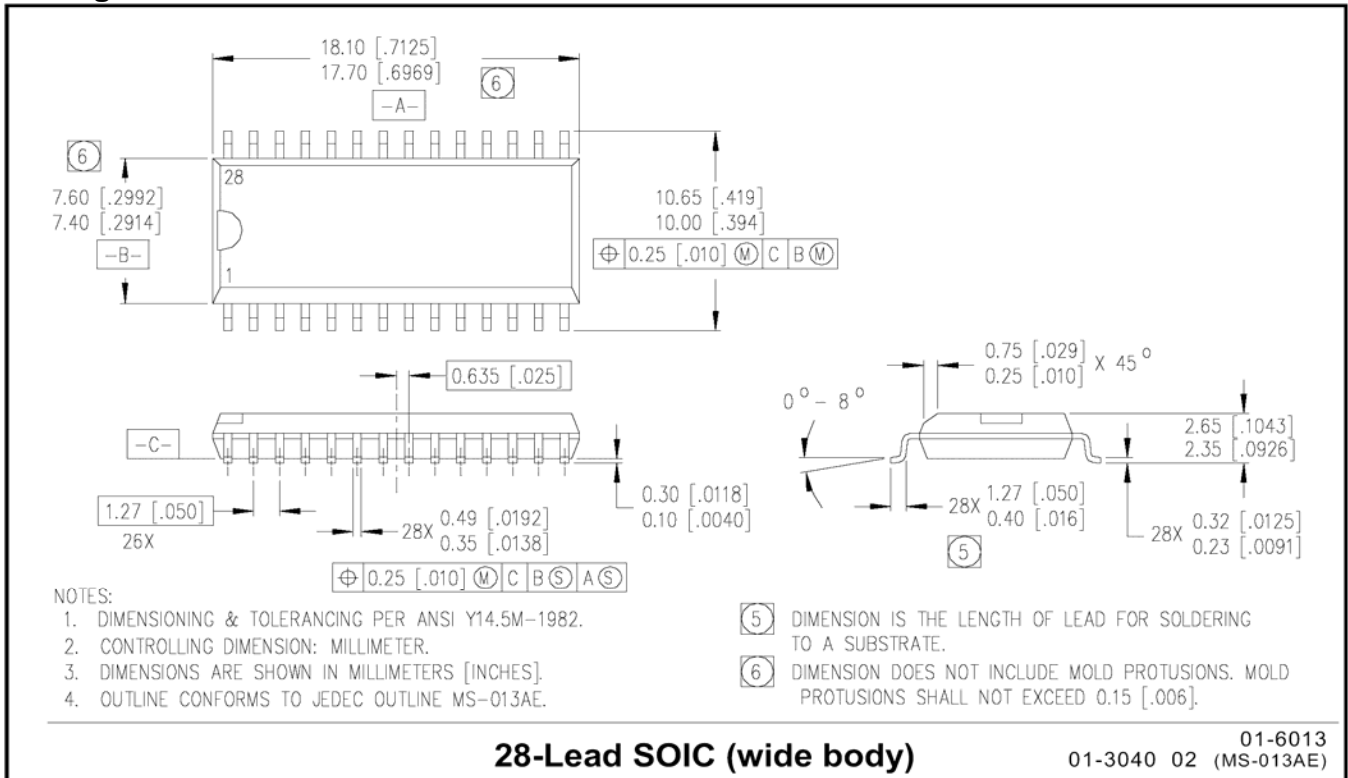 18.10 [.7125]
17.70 [.6969]
6
-A-
6
7.60 [.2992]
7.40 [.2914]
-B-
28
1
10.65 [.419]
10.00 [.394]
⌖ 0.25 [.010] Ⓜ C B Ⓜ
0.635 [.025]
-C-
1.27 [.050]
26X
28X 0.49 [.0192]
0.35 [.0138]
⌖ 0.25 [.010] Ⓜ C B Ⓢ A Ⓢ
0.30 [.0118]
0.10 [.0040]
0.75 [.029]
0.25 [.010] X 45°
0° – 8°
2.65 [.1043]
2.35 [.0926]
28X 1.27 [.050]
0.40 [.016]
5
28X 0.32 [.0125]
0.23 [.0091]
NOTES:
1. DIMENSIONING & TOLERANCING PER ANSI Y14.5M-1982.
2. CONTROLLING DIMENSION: MILLIMETER.
3. DIMENSIONS ARE SHOWN IN MILLIMETERS [INCHES].
4. OUTLINE CONFORMS TO JEDEC OUTLINE MS-013AE.
5 DIMENSION IS THE LENGTH OF LEAD FOR SOLDERING
TO A SUBSTRATE.
6 DIMENSION DOES NOT INCLUDE MOLD PROTUSIONS. MOLD
PROTUSIONS SHALL NOT EXCEED 0.15 [.006].
28-Lead SOIC (wide body)
01-6013
01-3040 02 (MS-013AE)